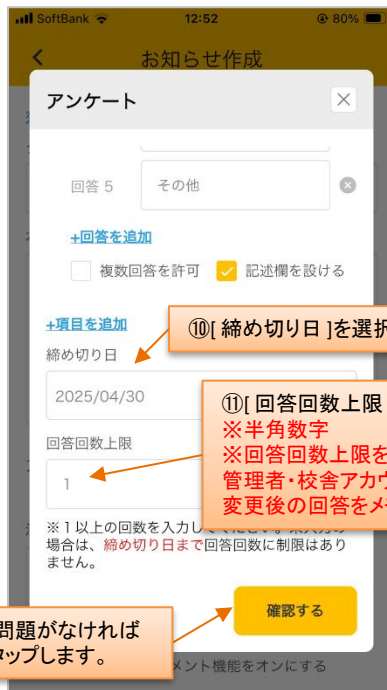 SoftBank 12:52 80%
お知らせ作成
アンケート
回答 5 その他
+回答を追加
複数回答を許可 記述欄を設ける
+項目を追加
⑩[ 締め切り日 ]を選択
締め切り日
2025/04/30
⑪[ 回答回数上限
※半角数字
※回答回数上限を
管理者・校舎アカウ
変更後の回答をメ
回答回数上限
1
※１以上の回数を入力してください。未入力の
場合は、締め切り日まで回答回数に制限はあり
ません。
確認する
問題がなければ
ップします。
メント機能をオンにする